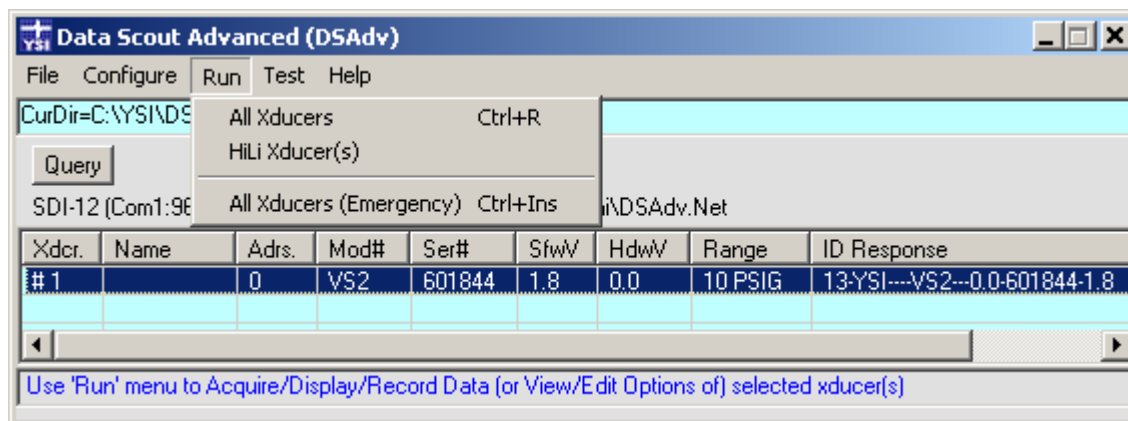 YSI Data Scout Advanced (DSAdv)
File Configure Run Test Help
CurDir=C:\YSI\DS
All Xducers Ctrl+R
HiLi Xducer(s)
Query
All Xducers (Emergency) Ctrl+Ins
SDI-12 (Com1:96 i\DSAdv.Net
Xdcr. Name Adrs. Mod# Ser# SfwV HdwV Range ID Response
# 1 0 VS2 601844 1.8 0.0 10 PSIG 13-YSI----VS2---0.0-601844-1.8
Use 'Run' menu to Acquire/Display/Record Data (or View/Edit Options of) selected xducer(s)